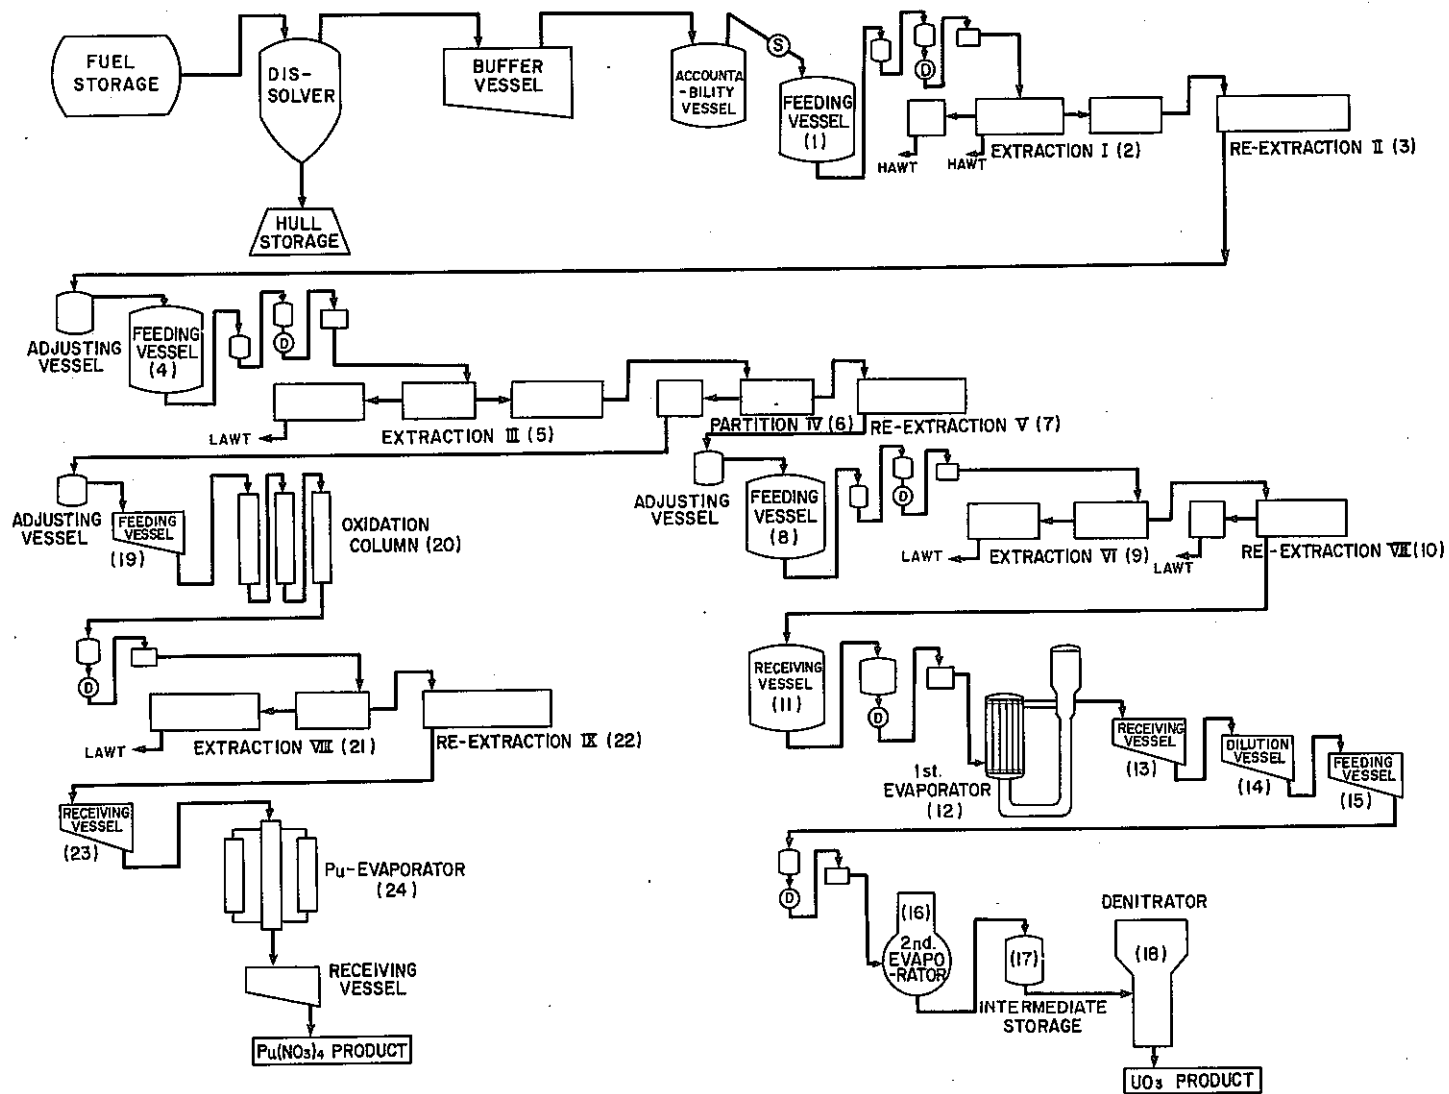 FUEL
STORAGE
DIS-
SOLVER
BUFFER
VESSEL
ACCOUNTA
-BILITY
VESSEL
S
FEEDING
VESSEL
(1)
D
HAWT
HAWT
EXTRACTION I (2)
RE-EXTRACTION II (3)
HULL
STORAGE
ADJUSTING
VESSEL
FEEDING
VESSEL
(4)
D
LAWT
EXTRACTION III (5)
PARTITION IV (6)
RE-EXTRACTION V (7)
ADJUSTING
VESSEL
FEEDING
VESSEL
(19)
OXIDATION
COLUMN (20)
ADJUSTING
VESSEL
FEEDING
VESSEL
(8)
D
LAWT
EXTRACTION VI (9)
LAWT
RE-EXTRACTION VII (10)
D
LAWT
EXTRACTION VIII (21)
RE-EXTRACTION IX (22)
RECEIVING
VESSEL
(11)
D
1st.
EVAPORATOR
(12)
RECEIVING
VESSEL
(13)
DILUTION
VESSEL
(14)
FEEDING
VESSEL
(15)
RECEIVING
VESSEL
(23)
Pu-EVAPORATOR
(24)
RECEIVING
VESSEL
Pu(NO3)4 PRODUCT
D
(16)
2nd.
EVAPO
-RATOR
(17)
INTERMEDIATE
STORAGE
DENITRATOR
(18)
UO3 PRODUCT